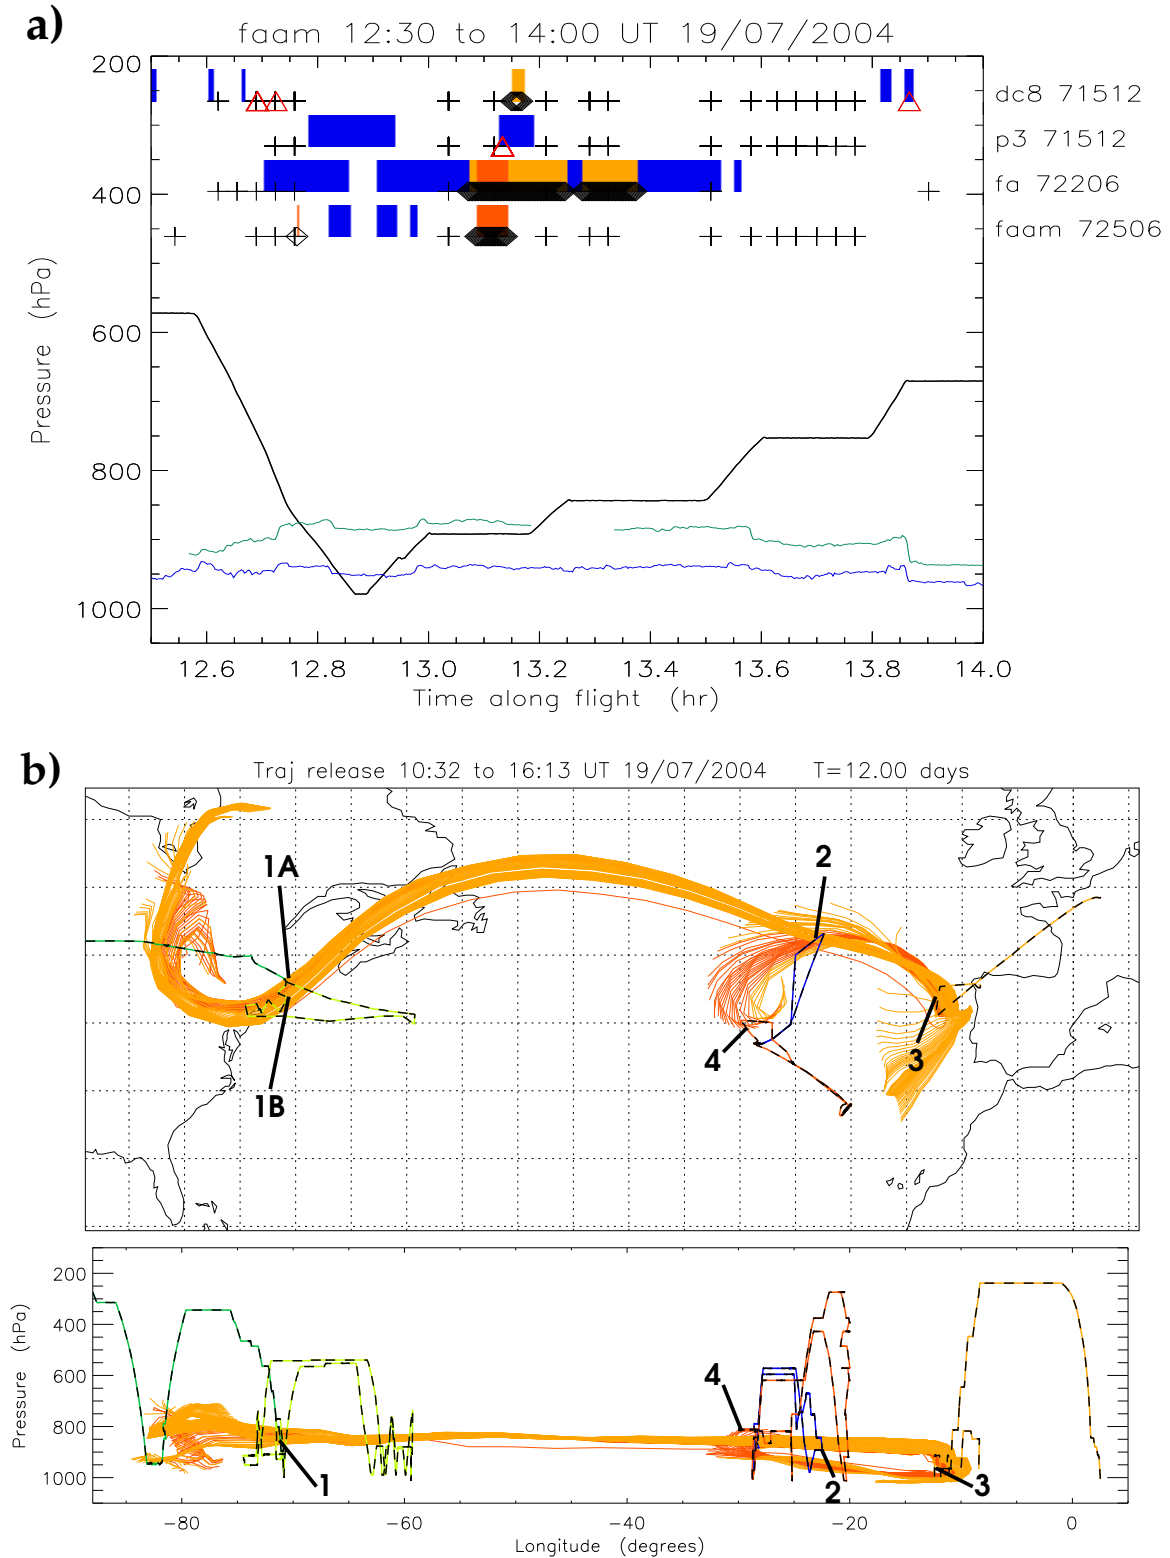 a)
faam 12:30 to 14:00 UT 19/07/2004
200
400
600
800
1000
Pressure (hPa)
dc8 71512
p3 71512
fa 72206
faam 72506
12.6 12.8 13.0 13.2 13.4 13.6 13.8 14.0
Time along flight (hr)
b)
Traj release 10:32 to 16:13 UT 19/07/2004 T=12.00 days
1A
2
4
3
1B
200
400
600
800
1000
Pressure (hPa)
4
1
2
3
−80 −60 −40 −20 0
Longitude (degrees)